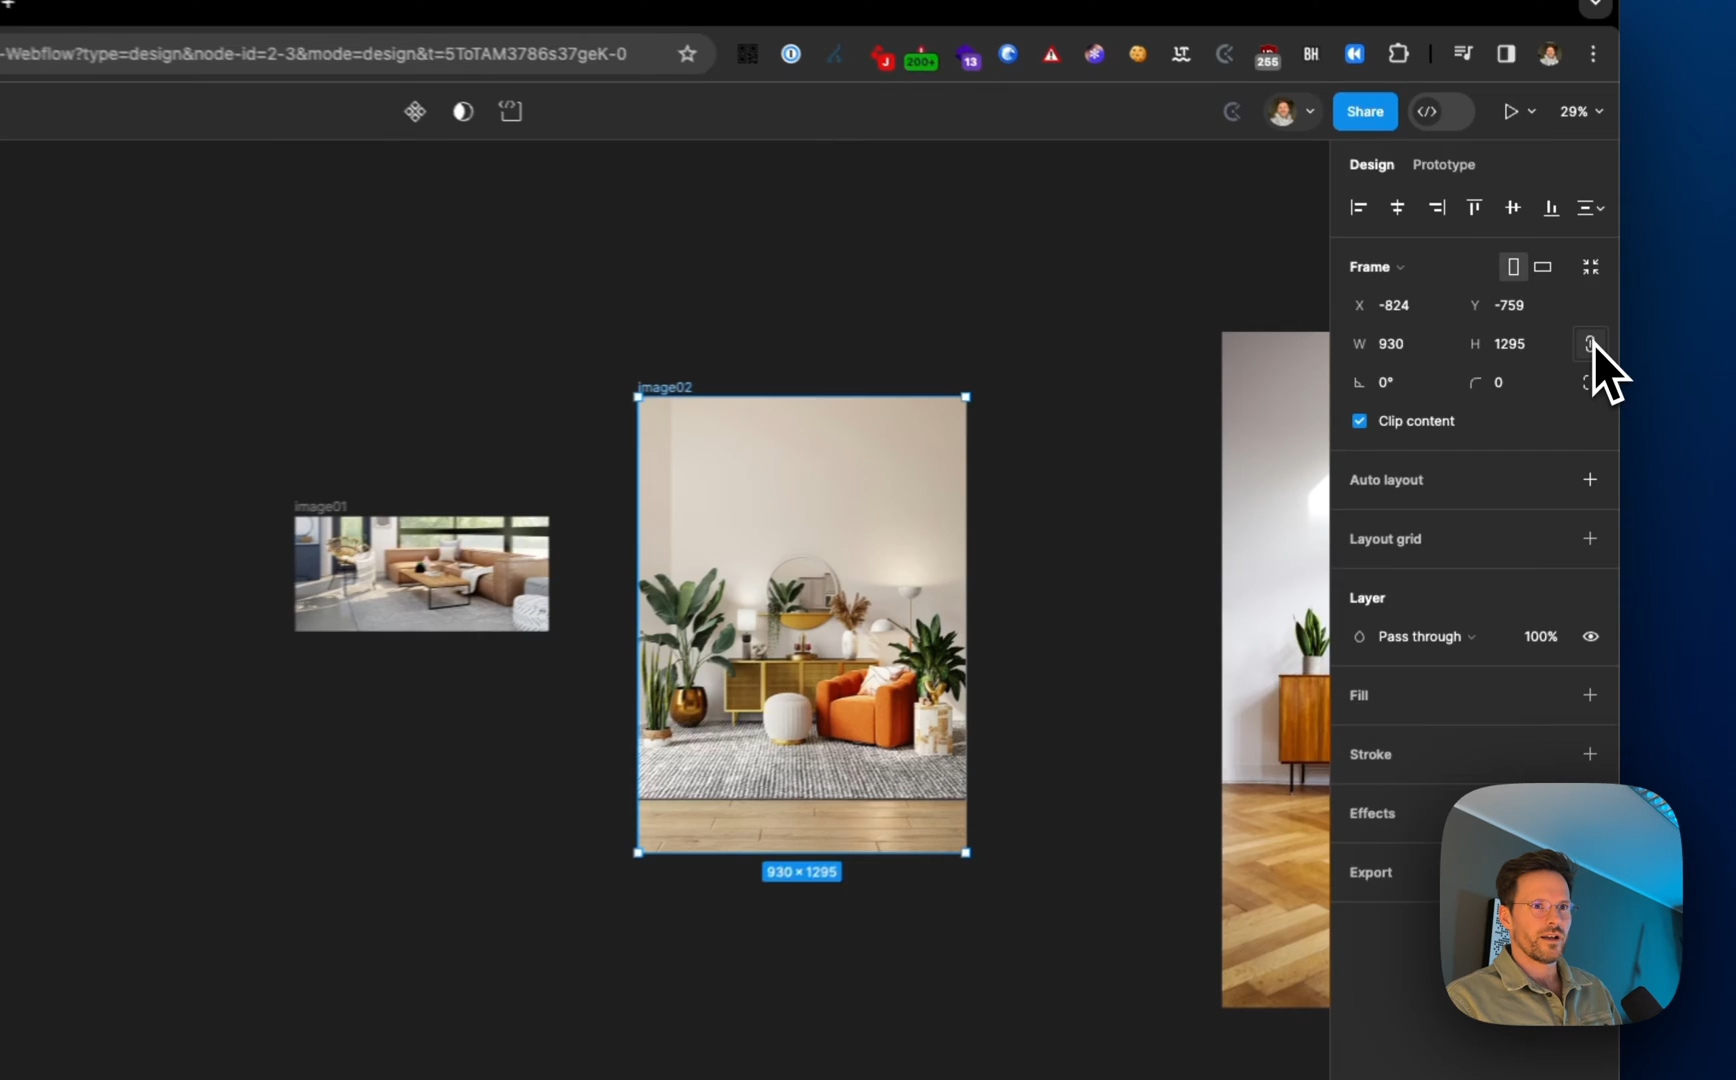 -Webflow?type=design&node-id=2-3&mode=design&t=5ToTAM3786s37geK-0
J
200+
13
LT
255
BH
Share
29%
Design
Prototype
Frame
X -824
Y -759
W 930
H 1295
0°
0
Clip content
image02
Auto layout
image01
Layout grid
Layer
Pass through
100%
Fill
Stroke
Effects
930 × 1295
Export